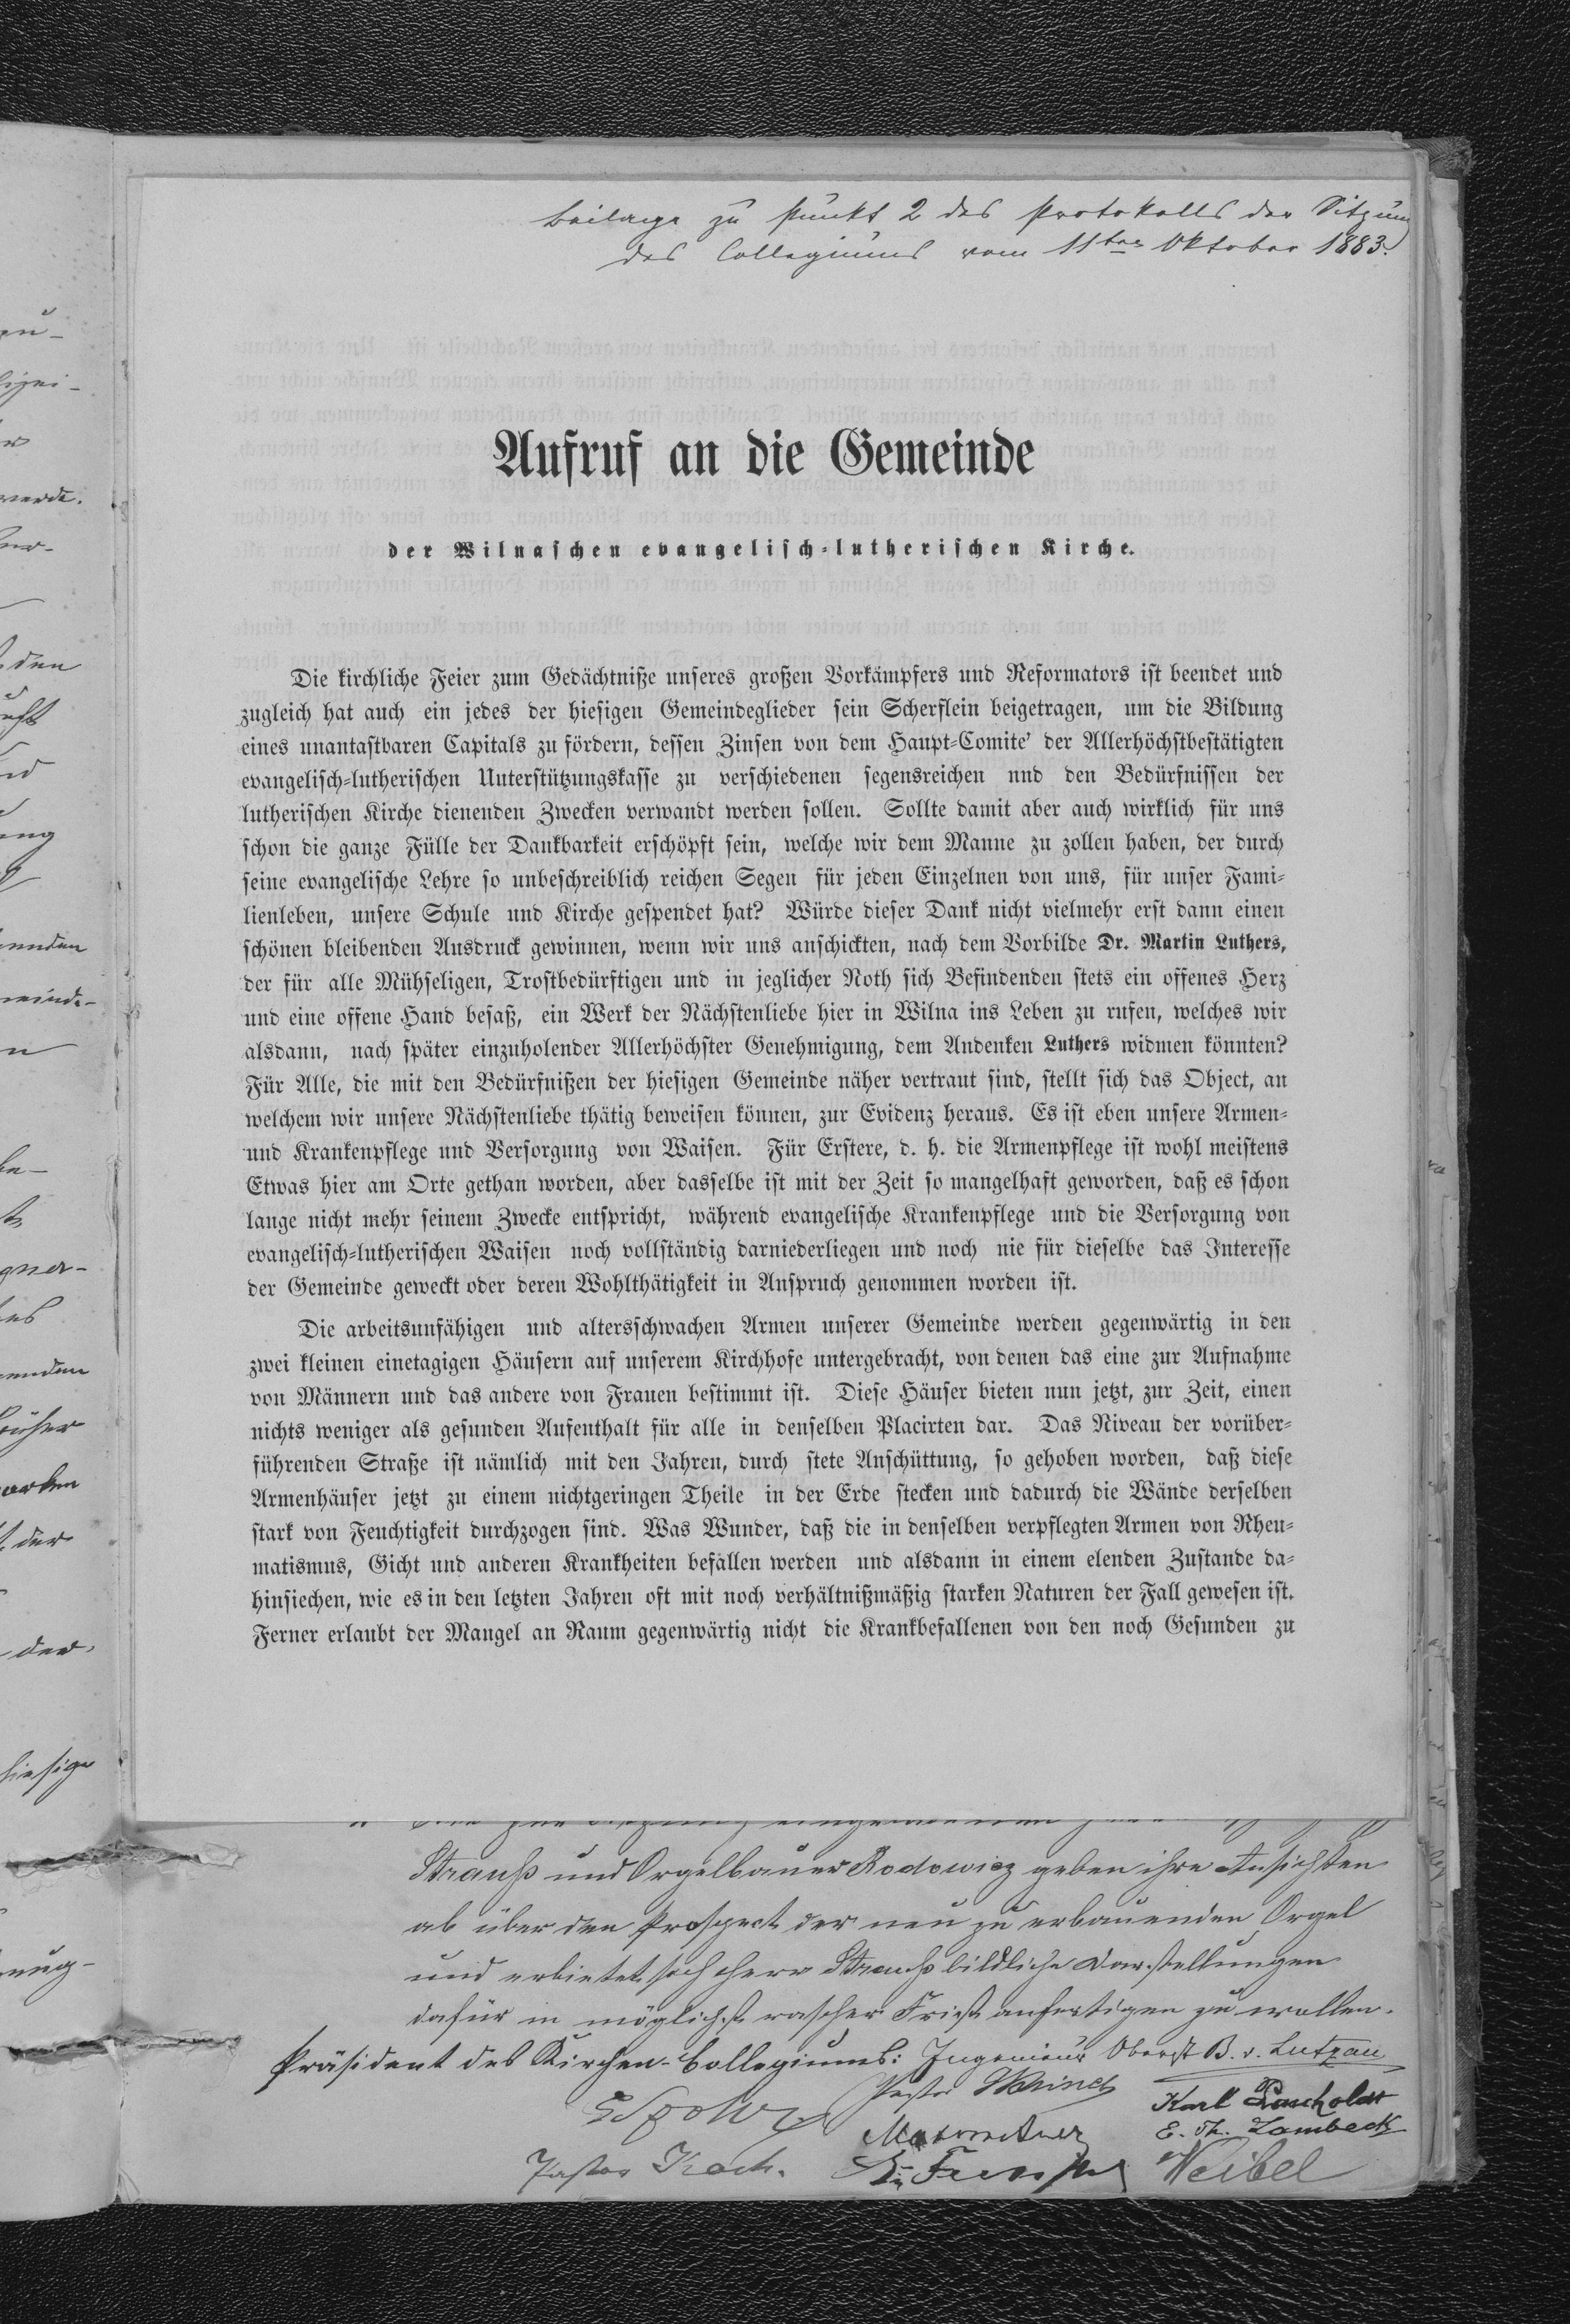 Beilage zu Punkt 2 des Protokolls der Sitzung
des Collegiums vom 11ten Oktober 1883.
Aufruf an die Gemeinde
der Wilnaschen evangelisch-lutherischen Kirche.
Die kirchliche Feier zum Gedächtniße unseres großen Vorkämpfers und Reformators ist beendet und
zugleich hat auch ein jedes der hiesigen Gemeindeglieder sein Scherflein beigetragen, um die Bildung
eines unantastbaren Capitals zu fördern, dessen Zinsen von dem Haupt-Comite' der Allerhöchstbestätigten
evangelisch-lutherischen Unterstützungskasse zu verschiedenen segensreichen und den Bedürfnissen der
lutherischen Kirche dienenden Zwecken verwandt werden sollen. Sollte damit aber auch wirklich für uns
schon die ganze Fülle der Dankbarkeit erschöpft sein, welche wir dem Manne zu zollen haben, der durch
seine evangelische Lehre so unbeschreiblich reichen Segen für jeden Einzelnen von uns, für unser Fami-
lienleben, unsere Schule und Kirche gespendet hat? Würde dieser Dank nicht vielmehr erst dann einen
schönen bleibenden Ausdruck gewinnen, wenn wir uns anschickten, nach dem Vorbilde Dr. Martin Luthers,
der für alle Mühseligen, Trostbedürftigen und in jeglicher Noth sich Befindenden stets ein offenes Herz
und eine offene Hand besaß, ein Werk der Nächstenliebe hier in Wilna ins Leben zu rufen, welches wir
alsdann, nach später einzuholender Allerhöchster Genehmigung, dem Andenken Luthers widmen könnten?
Für Alle, die mit den Bedürfnißen der hiesigen Gemeinde näher vertraut sind, stellt sich das Object, an
welchem wir unsere Nächstenliebe thätig beweisen können, zur Evidenz heraus. Es ist eben unsere Armen-
und Krankenpflege und Versorgung von Waisen. Für Erstere, d. h. die Armenpflege ist wohl meistens
Etwas hier am Orte gethan worden, aber dasselbe ist mit der Zeit so mangelhaft geworden, daß es schon
lange nicht mehr seinem Zwecke entspricht, während evangelische Krankenpflege und die Versorgung von
evangelisch-lutherischen Waisen noch vollständig darniederliegen und noch nie für dieselbe das Interesse
der Gemeinde geweckt oder deren Wohlthätigkeit in Anspruch genommen worden ist.
Die arbeitsunfähigen und altersschwachen Armen unserer Gemeinde werden gegenwärtig in den
zwei kleinen einetagigen Häusern auf unserem Kirchhofe untergebracht, von denen das eine zur Aufnahme
von Männern und das andere von Frauen bestimmt ist. Diese Häuser bieten nun jetzt, zur Zeit, einen
nichts weniger als gesunden Aufenthalt für alle in denselben Placirten dar. Das Niveau der vorüber-
führenden Straße ist nämlich mit den Jahren, durch stete Anschüttung, so gehoben worden, daß diese
Armenhäuser jetzt zu einem nichtgeringen Theile in der Erde stecken und dadurch die Wände derselben
stark von Feuchtigkeit durchzogen sind. Was Wunder, daß die in denselben verpflegten Armen von Rheu-
matismus, Gicht und anderen Krankheiten befallen werden und alsdann in einem elenden Zustande da-
hinsiechen, wie es in den letzten Jahren oft mit noch verhältnißmäßig starken Naturen der Fall gewesen ist.
Ferner erlaubt der Mangel an Raum gegenwärtig nicht die Krankbefallenen von den noch Gesunden zu
Strauß und Orgelbauer Rodowicz geben ihre Ansichten
ab über den Prospect der neu zu erbauenden Orgel
und erbietet sich Herr Strauß bildliche Darstellungen
dafür in möglichst rascher Frist anfertigen zu wollen.
Präsident des Kirchen-Collegiums: Ingenieur Oberst B. v. Lutzau
Pastor
Karl
E. Th. Lambeck
Pastor Koch.
Weibel